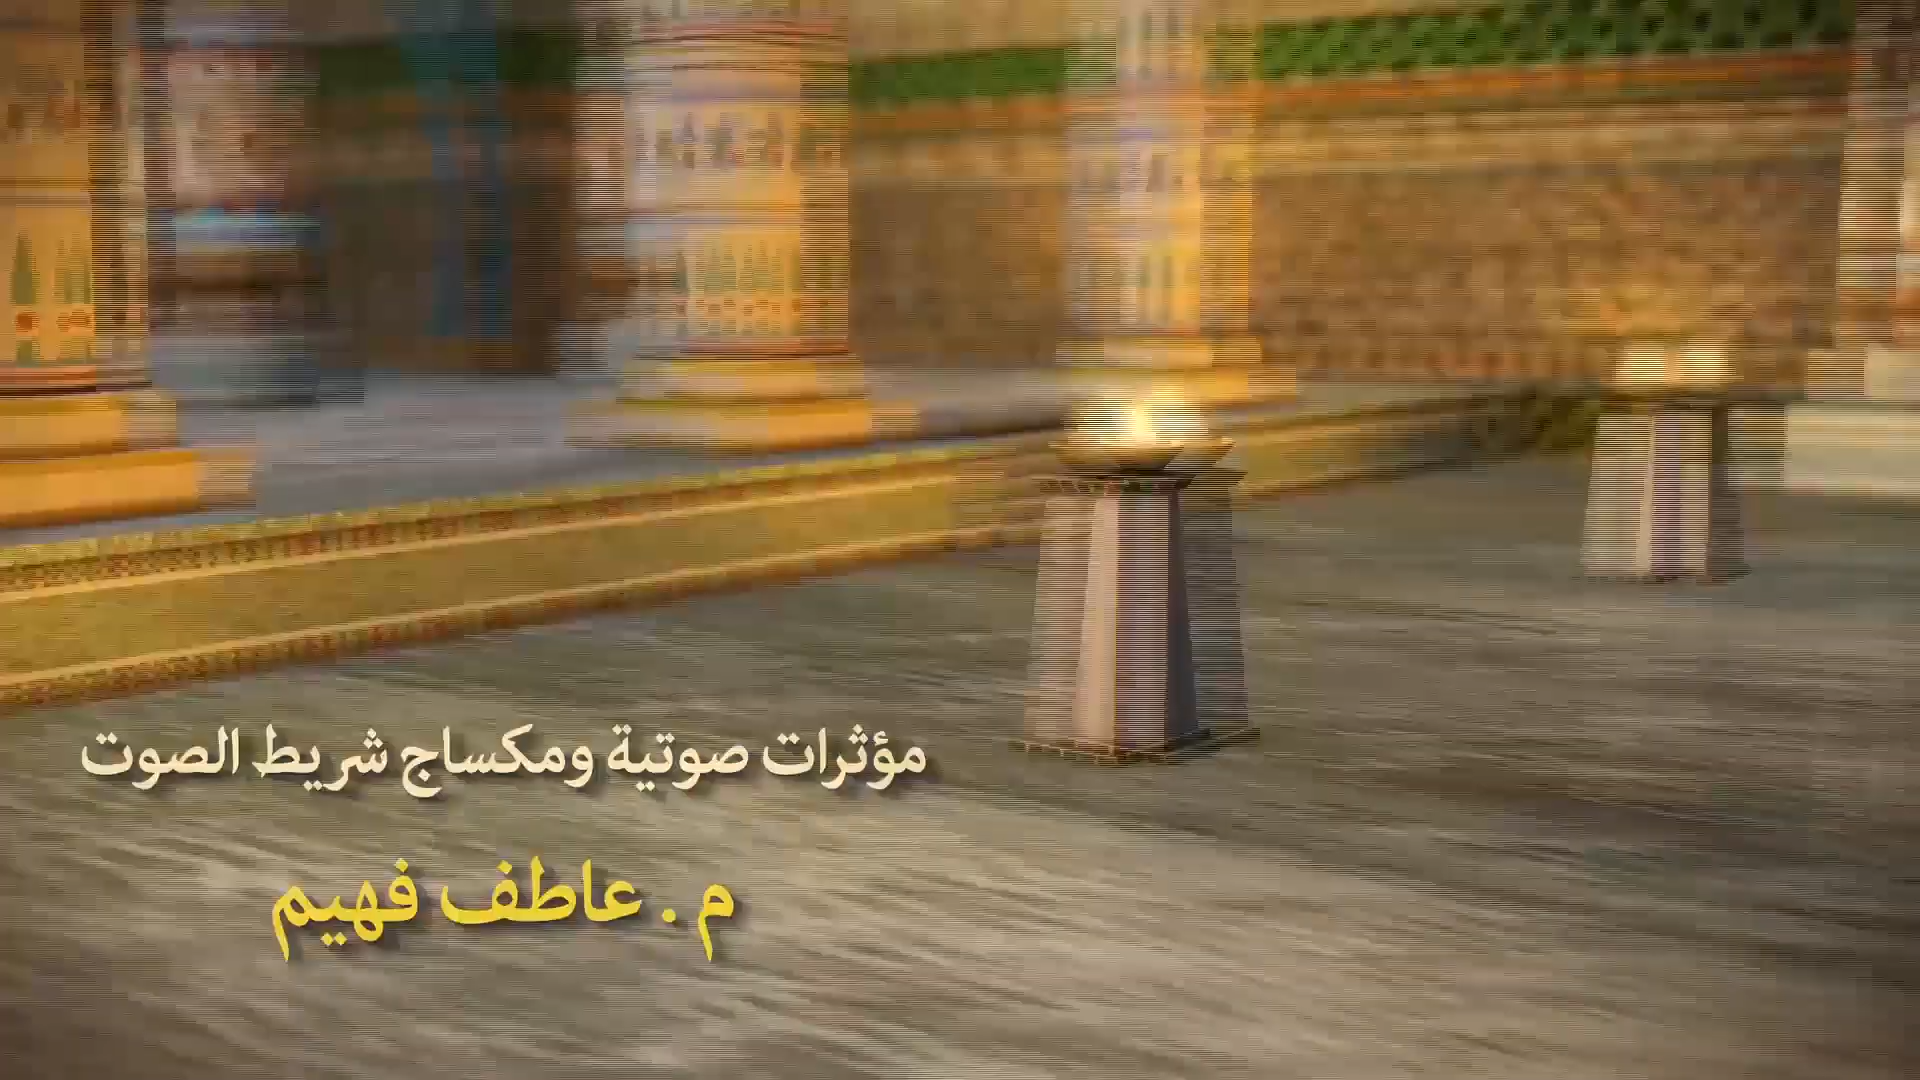 مؤثرات صوتية ومكساج شريط الصوت
م . عاطف فهيم